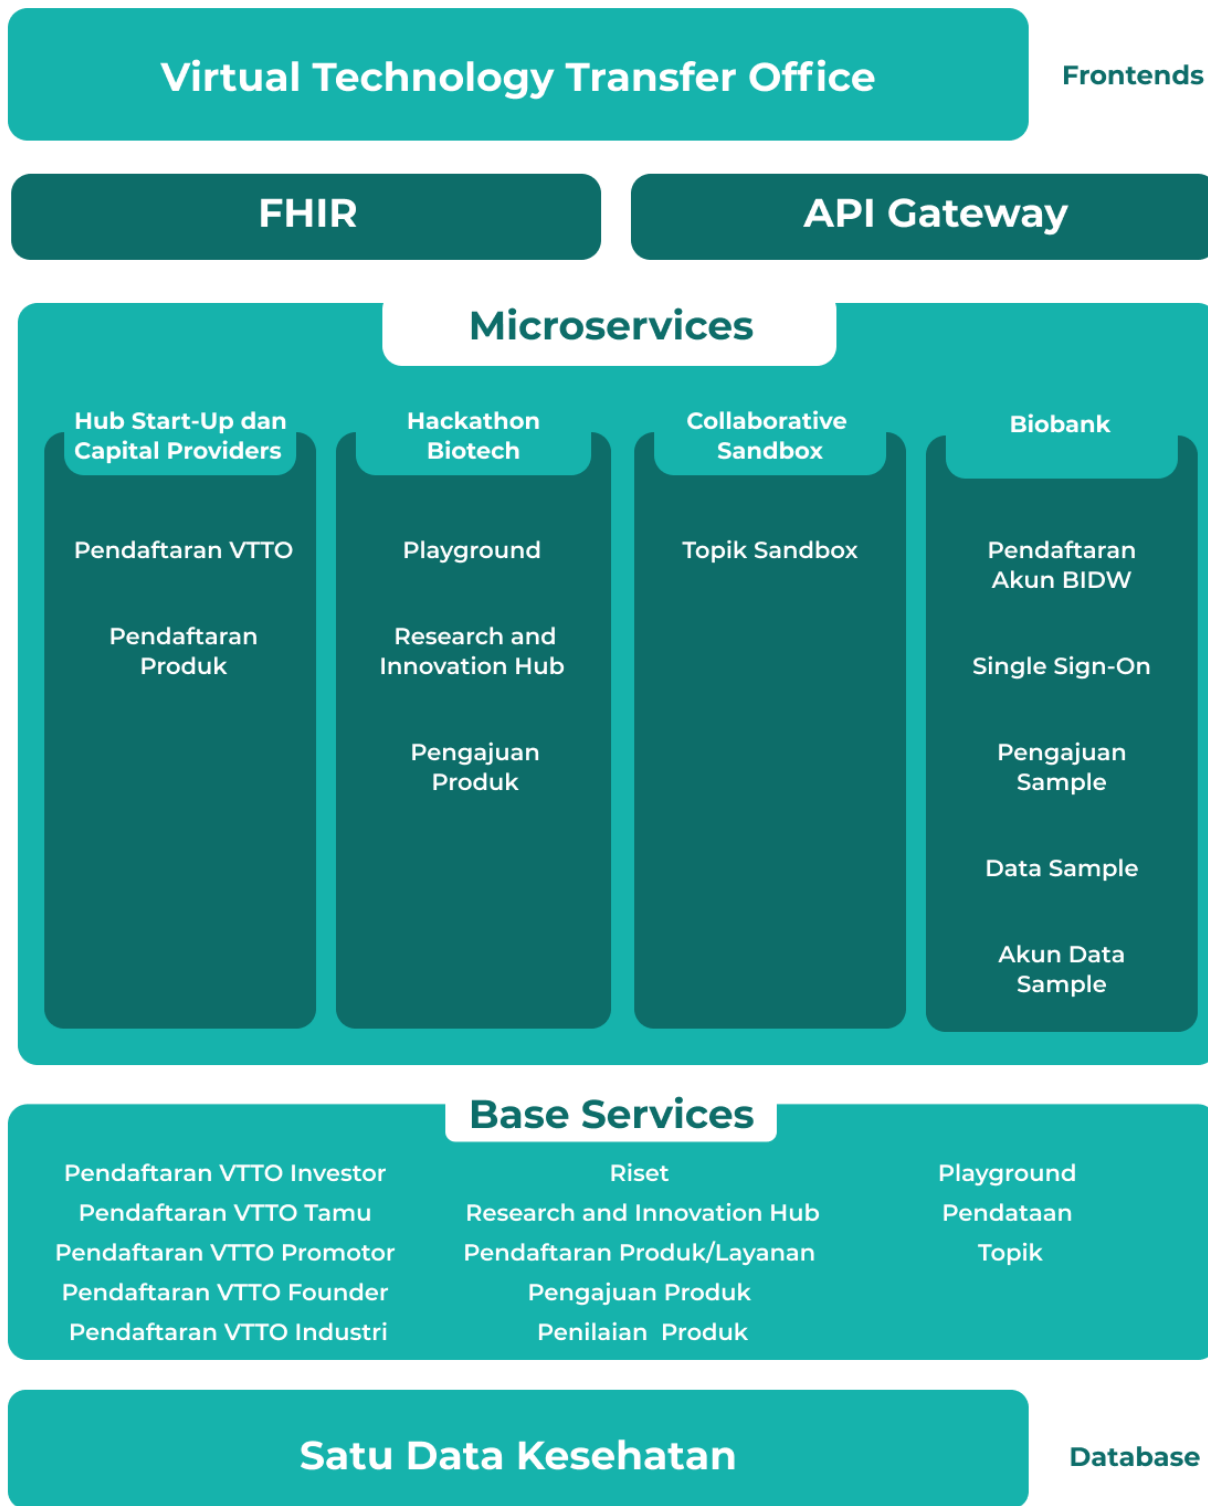 Virtual Technology Transfer Office
Frontends
FHIR
API Gateway
Microservices
Hub Start-Up dan
Capital Providers
Pendaftaran VTTO
Pendaftaran
Produk
Hackathon
Biotech
Playground
Research and
Innovation Hub
Pengajuan
Produk
Collaborative
Sandbox
Topik Sandbox
Biobank
Pendaftaran
Akun BIDW
Single Sign-On
Pengajuan
Sample
Data Sample
Akun Data
Sample
Base Services
Pendaftaran VTTO Investor
Pendaftaran VTTO Tamu
Pendaftaran VTTO Promotor
Pendaftaran VTTO Founder
Pendaftaran VTTO Industri
Riset
Research and Innovation Hub
Pendaftaran Produk/Layanan
Pengajuan Produk
Penilaian  Produk
Playground
Pendataan
Topik
Satu Data Kesehatan
Database